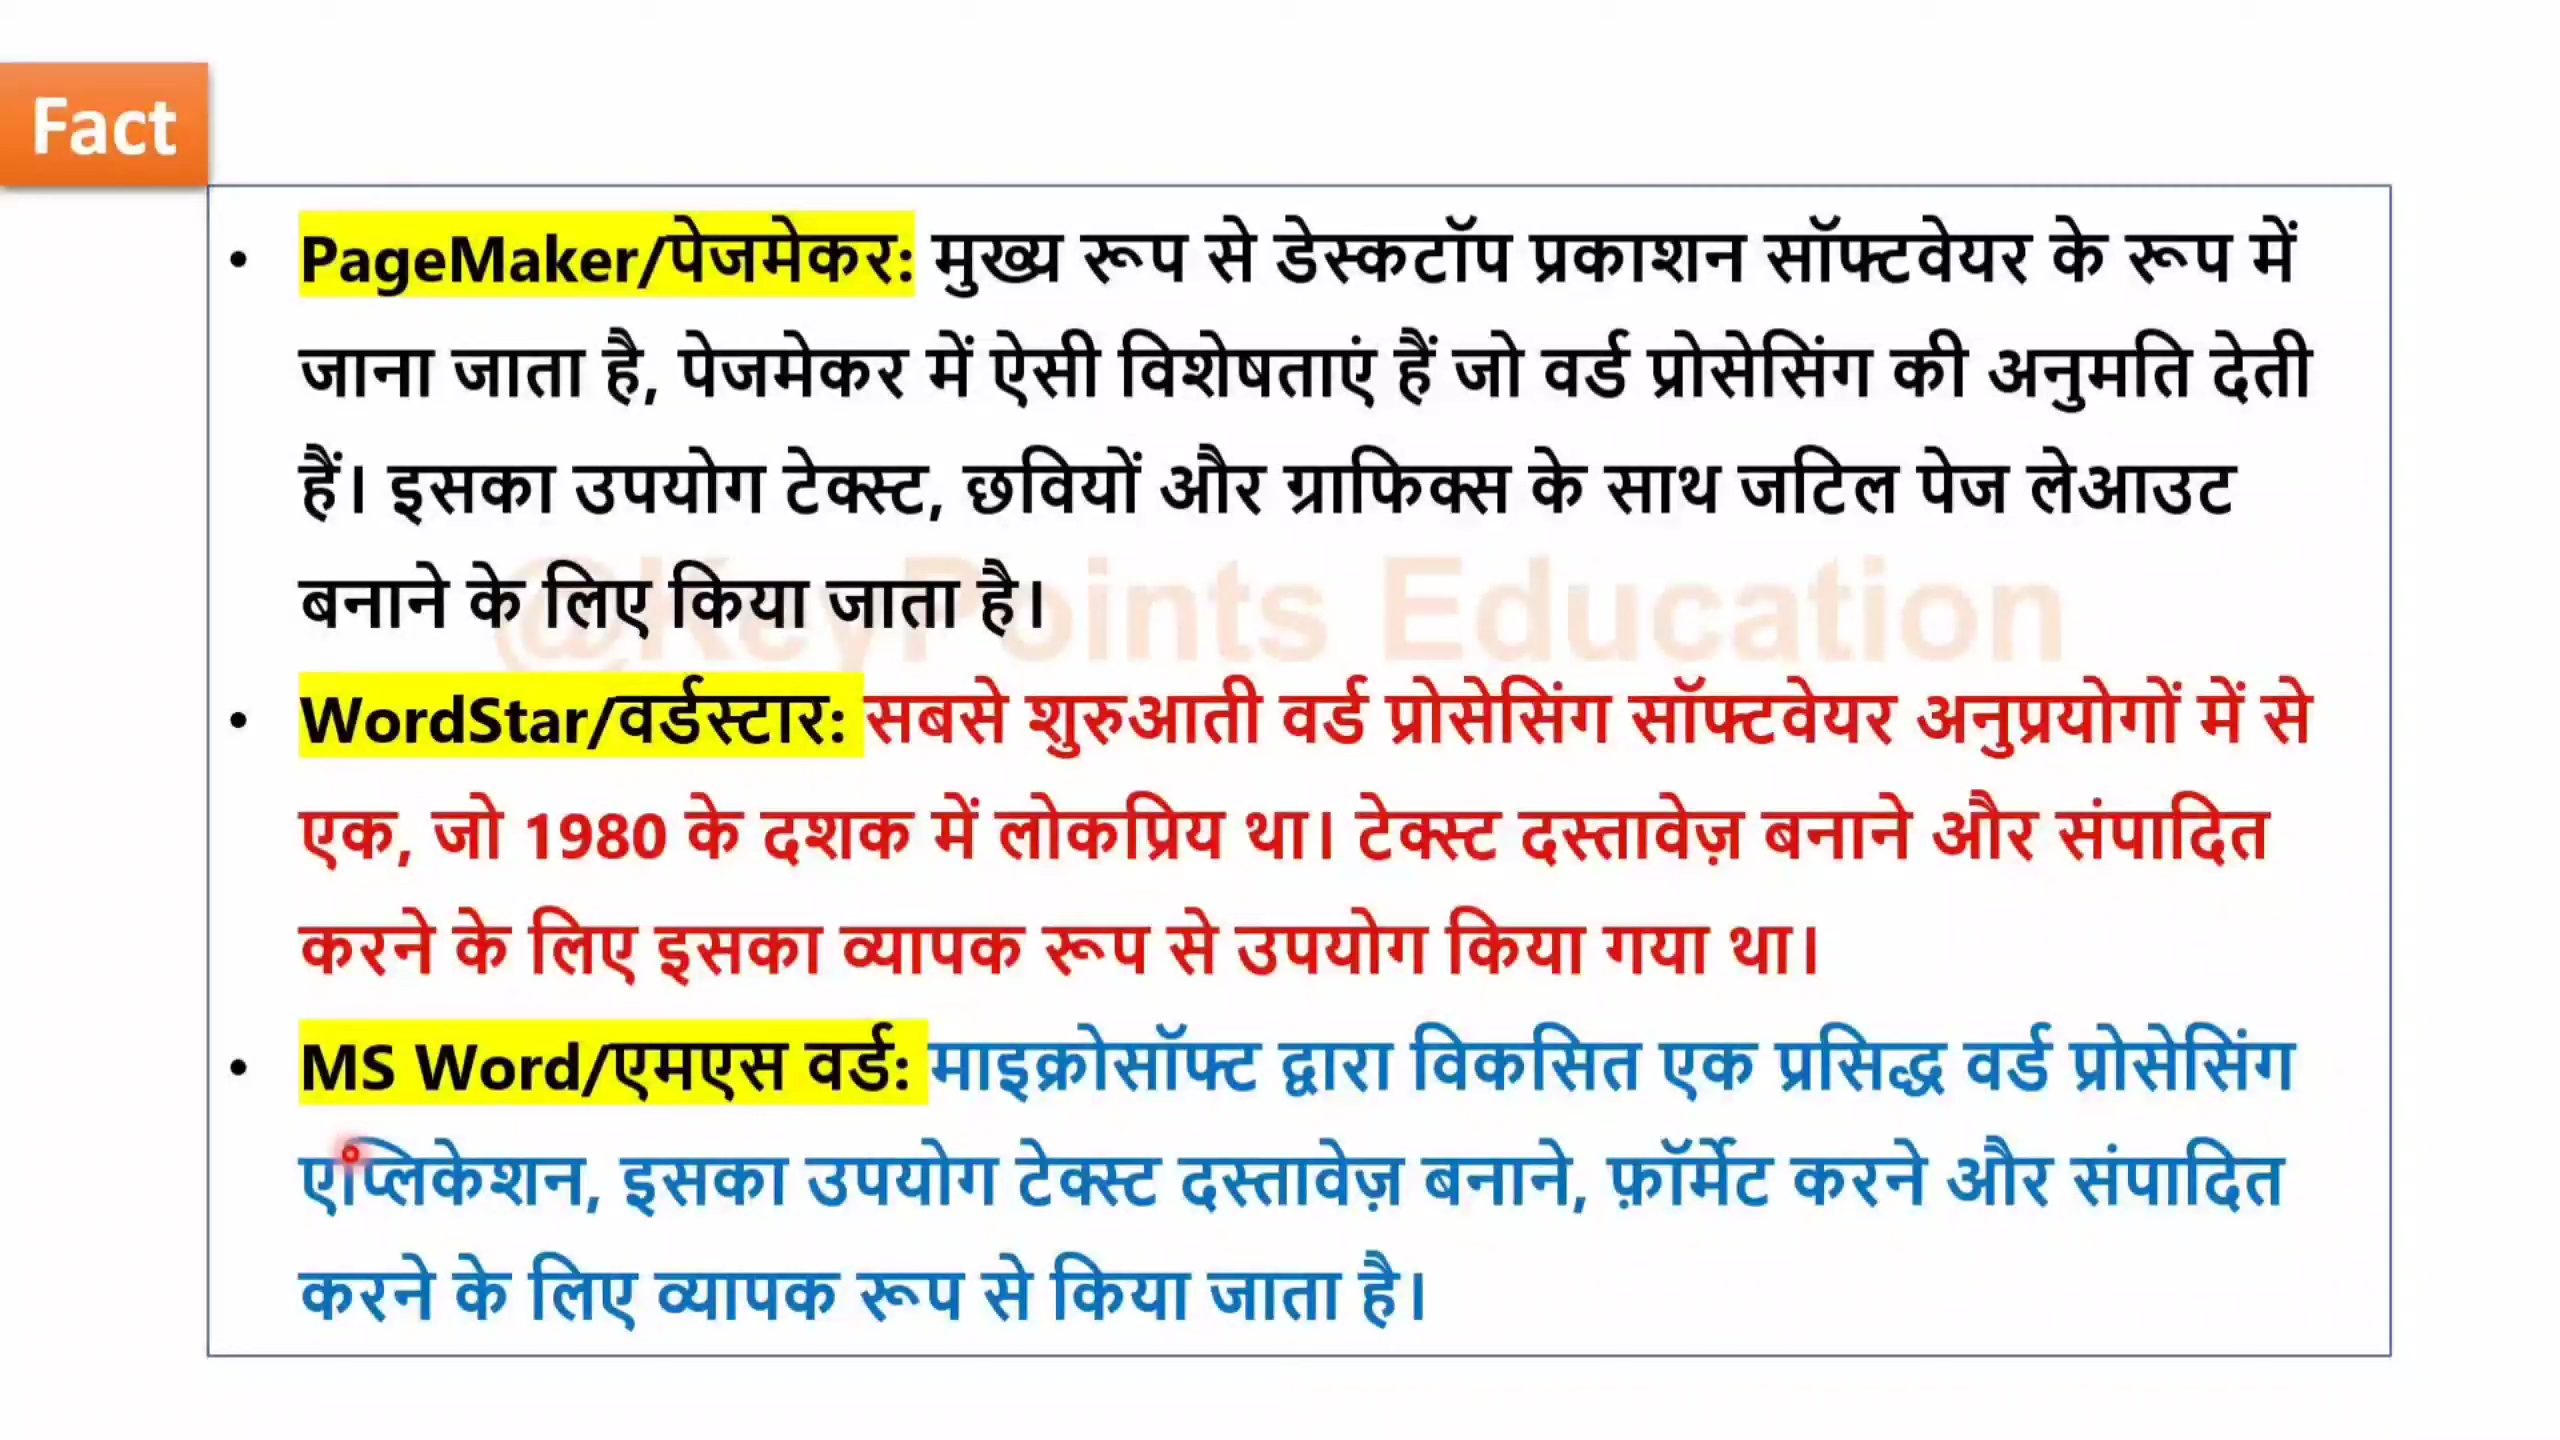 Fact
• PageMaker/पेजमेकर: मुख्य रूप से डेस्कटॉप प्रकाशन सॉफ्टवेयर के रूप में
जाना जाता है, पेजमेकर में ऐसी विशेषताएं हैं जो वर्ड प्रोसेसिंग की अनुमति देती
हैं। इसका उपयोग टेक्स्ट, छवियों और ग्राफिक्स के साथ जटिल पेज लेआउट
बनाने के लिए किया जाता है।
@KeyPoints Education
• WordStar/वर्डस्टार: सबसे शुरुआती वर्ड प्रोसेसिंग सॉफ्टवेयर अनुप्रयोगों में से
एक, जो 1980 के दशक में लोकप्रिय था। टेक्स्ट दस्तावेज़ बनाने और संपादित
करने के लिए इसका व्यापक रूप से उपयोग किया गया था।
• MS Word/एमएस वर्ड: माइक्रोसॉफ्ट द्वारा विकसित एक प्रसिद्ध वर्ड प्रोसेसिंग
एप्लिकेशन, इसका उपयोग टेक्स्ट दस्तावेज़ बनाने, फ़ॉर्मेट करने और संपादित
करने के लिए व्यापक रूप से किया जाता है।